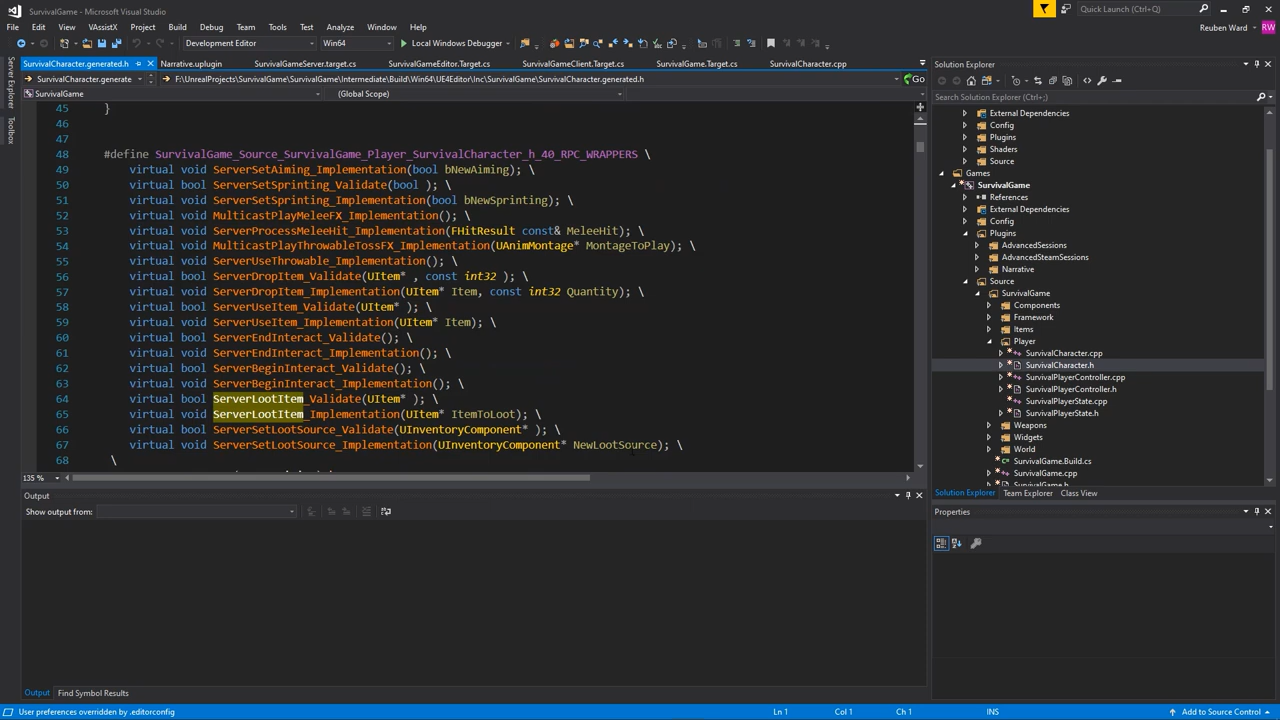 SurvivalGame - Microsoft Visual Studio
Quick Launch (Ctrl+;)
File Edit View VAssistX Project Build Debug Team Tools Test Analyze Window Help
Reuben Ward RW
Development Editor Win64 Local Windows Debugger
SurvivalCharacter.generated.h Narrative.uplugin SurvivalGameServer.target.cs SurvivalGameEditor.Target.cs SurvivalGameClient.Target.cs SurvivalGame.Target.cs SurvivalCharacter.cpp
SurvivalCharacter.generate F:\UnrealProjects\SurvivalGame\SurvivalGame\Intermediate\Build\Win64\UE4Editor\Inc\SurvivalGame\SurvivalCharacter.generated.h Go
SurvivalGame (Global Scope)
Server Explorer
Toolbox
45 }
46
47
48 #define SurvivalGame_Source_SurvivalGame_Player_SurvivalCharacter_h_40_RPC_WRAPPERS \
49 virtual void ServerSetAiming_Implementation(bool bNewAiming); \
50 virtual bool ServerSetSprinting_Validate(bool ); \
51 virtual void ServerSetSprinting_Implementation(bool bNewSprinting); \
52 virtual void MulticastPlayMeleeFX_Implementation(); \
53 virtual void ServerProcessMeleeHit_Implementation(FHitResult const& MeleeHit); \
54 virtual void MulticastPlayThrowableTossFX_Implementation(UAnimMontage* MontageToPlay); \
55 virtual void ServerUseThrowable_Implementation(); \
56 virtual bool ServerDropItem_Validate(UItem* , const int32 ); \
57 virtual void ServerDropItem_Implementation(UItem* Item, const int32 Quantity); \
58 virtual bool ServerUseItem_Validate(UItem* ); \
59 virtual void ServerUseItem_Implementation(UItem* Item); \
60 virtual bool ServerEndInteract_Validate(); \
61 virtual void ServerEndInteract_Implementation(); \
62 virtual bool ServerBeginInteract_Validate(); \
63 virtual void ServerBeginInteract_Implementation(); \
64 virtual bool ServerLootItem_Validate(UItem* ); \
65 virtual void ServerLootItem_Implementation(UItem* ItemToLoot); \
66 virtual bool ServerSetLootSource_Validate(UInventoryComponent* ); \
67 virtual void ServerSetLootSource_Implementation(UInventoryComponent* NewLootSource); \
68 \
135 %
Output
Show output from:
Output Find Symbol Results
Solution Explorer
Search Solution Explorer (Ctrl+;)
External Dependencies
Config
Plugins
Shaders
Source
Games
SurvivalGame
References
External Dependencies
Config
Plugins
AdvancedSessions
AdvancedSteamSessions
Narrative
Source
SurvivalGame
Components
Framework
Items
Player
SurvivalCharacter.cpp
SurvivalCharacter.h
SurvivalPlayerController.cpp
SurvivalPlayerController.h
SurvivalPlayerState.cpp
SurvivalPlayerState.h
Weapons
Widgets
World
SurvivalGame.Build.cs
SurvivalGame.cpp
SurvivalGame.h
Solution Explorer Team Explorer Class View
Properties
User preferences overridden by .editorconfig Ln 1 Col 1 Ch 1 INS Add to Source Control